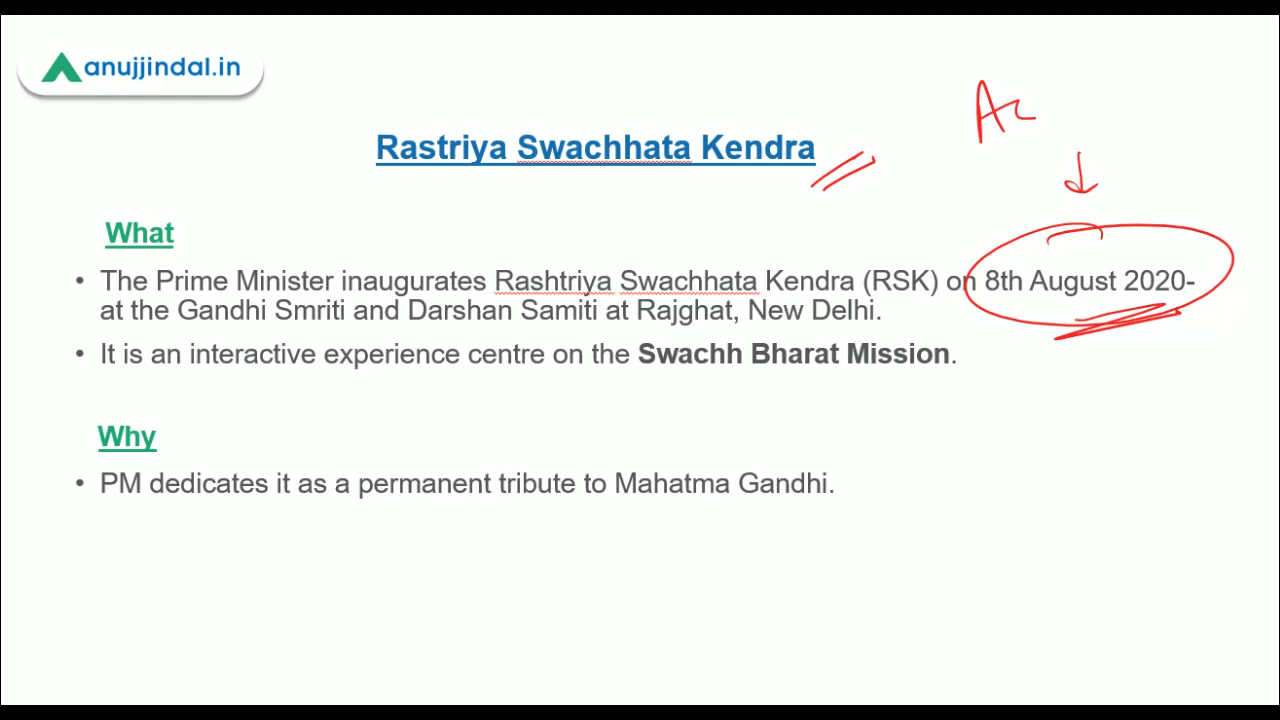 anujjindal.in
Rastriya Swachhata Kendra
What
• The Prime Minister inaugurates Rashtriya Swachhata Kendra (RSK) on 8th August 2020-
at the Gandhi Smriti and Darshan Samiti at Rajghat, New Delhi.
• It is an interactive experience centre on the Swachh Bharat Mission.
Why
• PM dedicates it as a permanent tribute to Mahatma Gandhi.